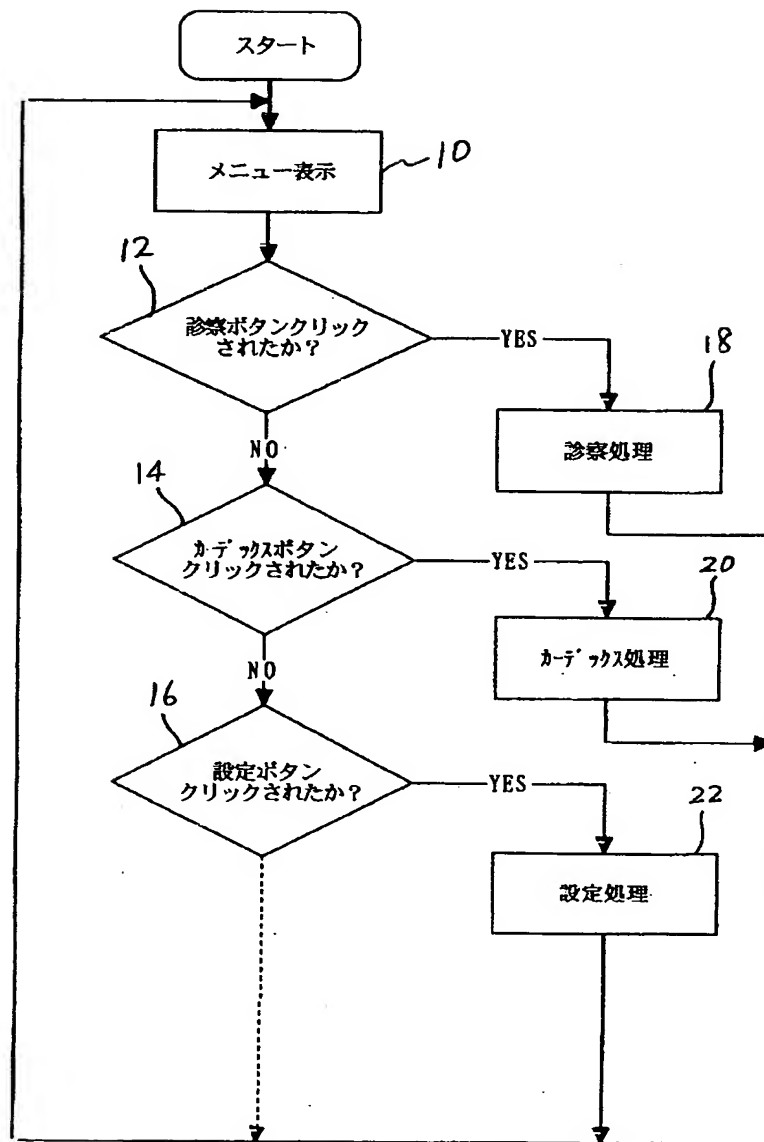 スタート
メニュー表示
10
12
診察ボタンクリック
されたか？
YES
18
診察処理
NO
14
ｶｰﾃﾞｯｸｽボタン
クリックされたか？
YES
20
ｶｰﾃﾞｯｸｽ処理
NO
16
設定ボタン
クリックされたか？
YES
22
設定処理